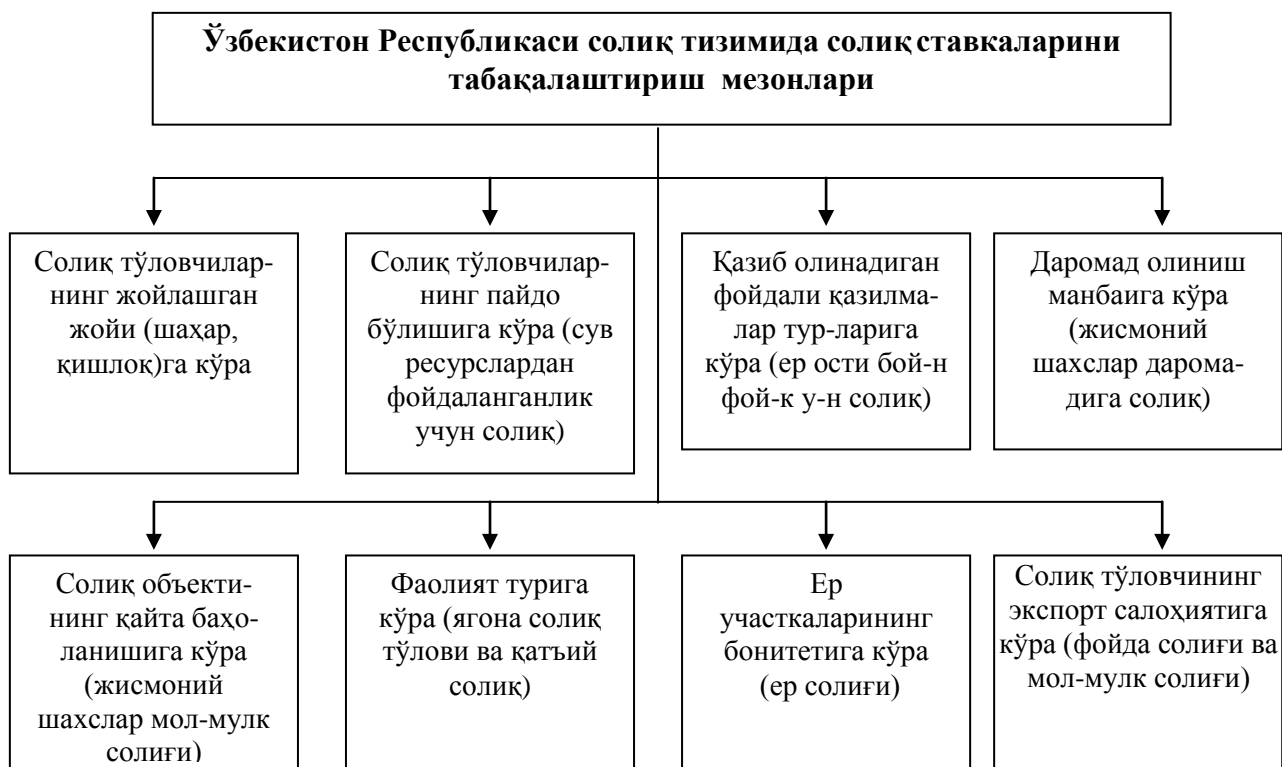 Ўзбекистон Республикаси солиқ тизимида солиқ ставкаларини
табақалаштириш мезонлари
Солиқ тўловчилар-
нинг жойлашган
жойи (шаҳар,
қишлоқ)га кўра
Солиқ тўловчилар-
нинг пайдо
бўлишига кўра (сув
ресурслардан
фойдаланганлик
учун солиқ)
Қазиб олинадиган
фойдали қазилма-
лар тур-ларига
кўра (ер ости бой-н
фой-к у-н солиқ)
Даромад олиниш
манбаига кўра
(жисмоний
шахслар дарома-
дига солиқ)
Солиқ объекти-
нинг қайта баҳо-
ланишига кўра
(жисмоний
шахслар мол-мулк
солиғи)
Фаолият турига
кўра (ягона солиқ
тўлови ва қатъий
солиқ)
Ер
участкаларининг
бонитетига кўра
(ер солиғи)
Солиқ тўловчининг
экспорт салоҳиятига
кўра (фойда солиғи ва
мол-мулк солиғи)